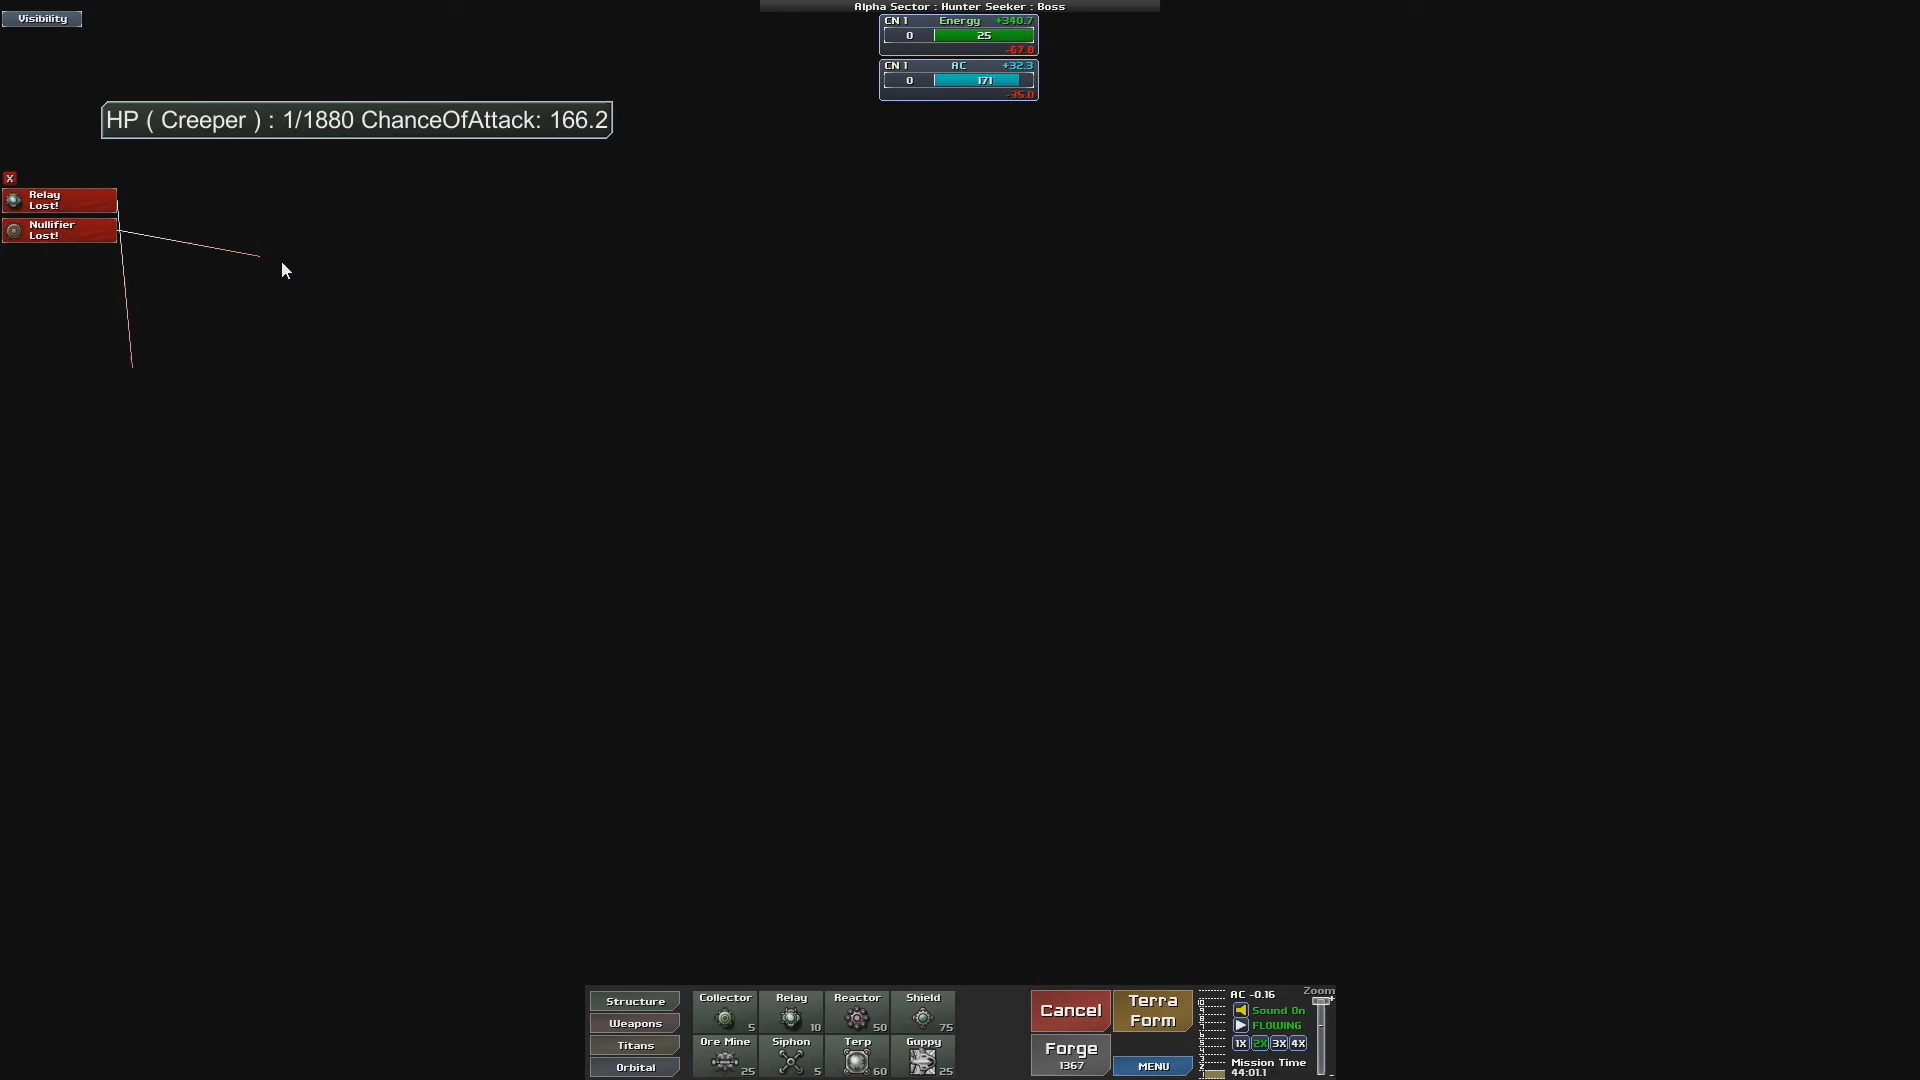 Alpha Sector : Hunter Seeker : Boss
Visibility
CN 1 Energy +340.7
0 25
-67.8
CN 1 AC +32.3
0 171
-35.0
HP ( Creeper ) : 1/1880 ChanceOfAttack: 166.2
X
Relay
Lost!
Nullifier
Lost!
Structure
Weapons
Titans
Orbital
Collector 5
Relay 10
Reactor 50
Shield 75
Ore Mine 25
Siphon 5
Terp 60
Guppy 25
Cancel
Terra
Form
Forge
1367
MENU
AC -0.16
Zoom
Sound On
FLOWING
1X 2X 3X 4X
Mission Time
44:01.1